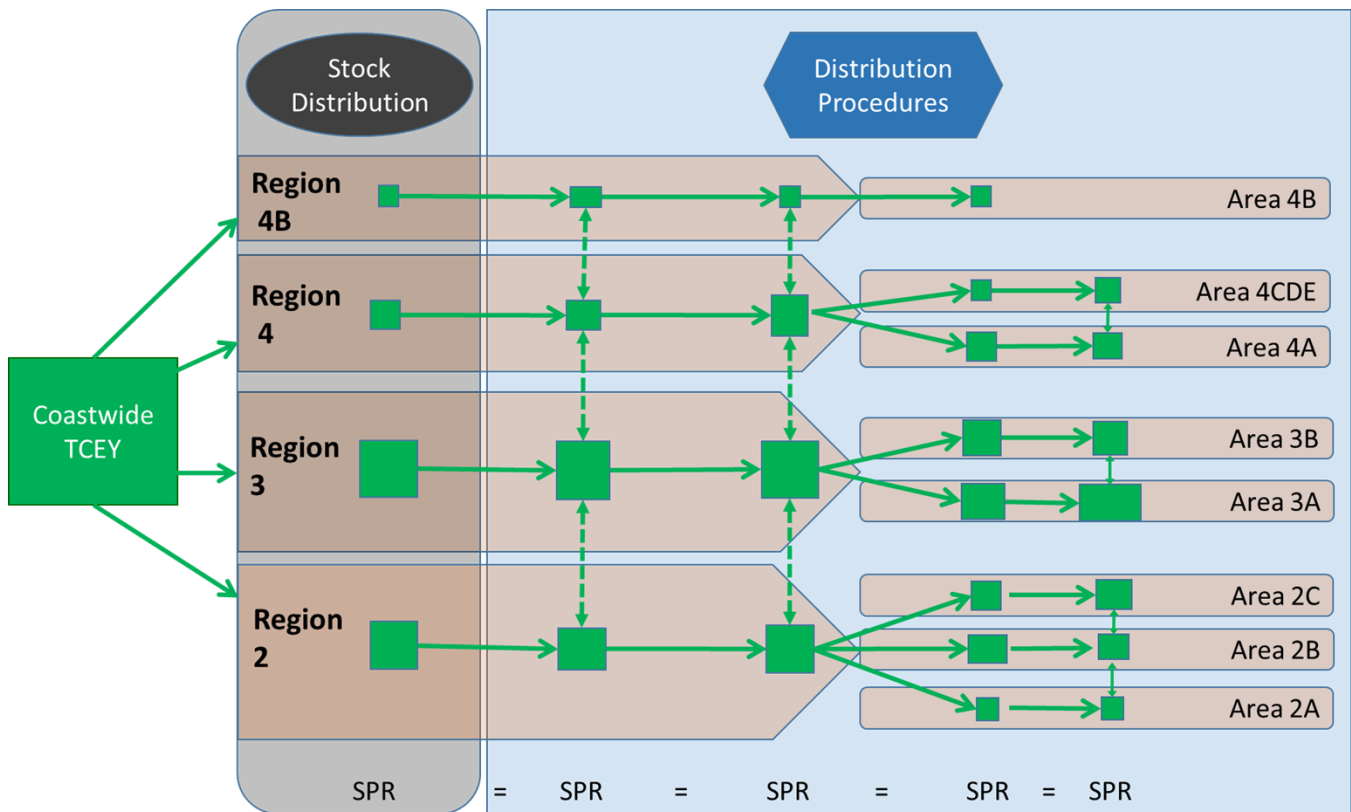 Stock
Distribution
Distribution
Procedures
Region
4B
Area 4B
Region
4
Area 4CDE
Area 4A
Coastwide
TCEY
Region
3
Area 3B
Area 3A
Region
2
Area 2C
Area 2B
Area 2A
SPR = SPR = SPR = SPR = SPR